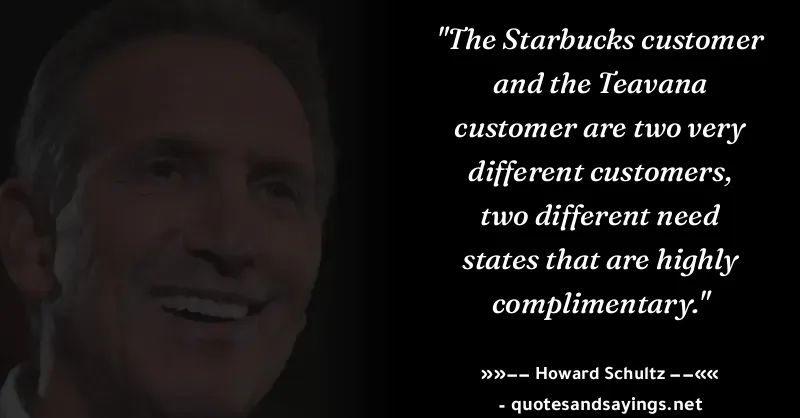 "The Starbucks customer
and the Teavana
customer are two very
different customers,
two different need
states that are highly
complimentary."
»»-- Howard Schultz --««
- quotesandsayings.net